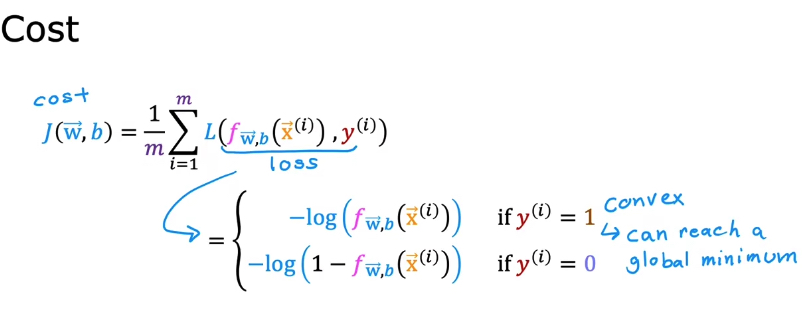 Cost
cost
J(w⃗, b) = 1/m ∑_{i=1}^{m} L(f_{w⃗,b}(x⃗^{(i)}), y^{(i)})
loss
= { −log(f_{w⃗,b}(x⃗^{(i)})) if y^{(i)} = 1
−log(1 − f_{w⃗,b}(x⃗^{(i)})) if y^{(i)} = 0
convex
↳ can reach a
global minimum